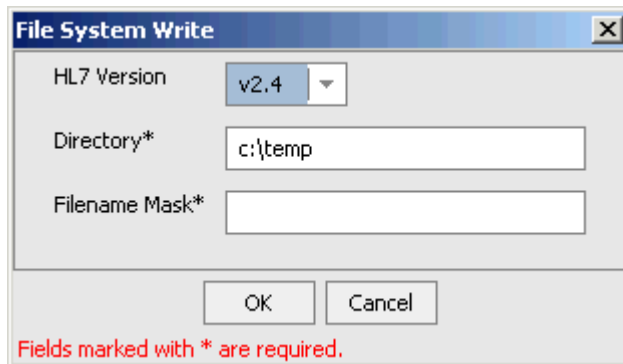 File System Write
HL7 Version v2.4
Directory* c:\temp
Filename Mask*
OK Cancel
Fields marked with * are required.